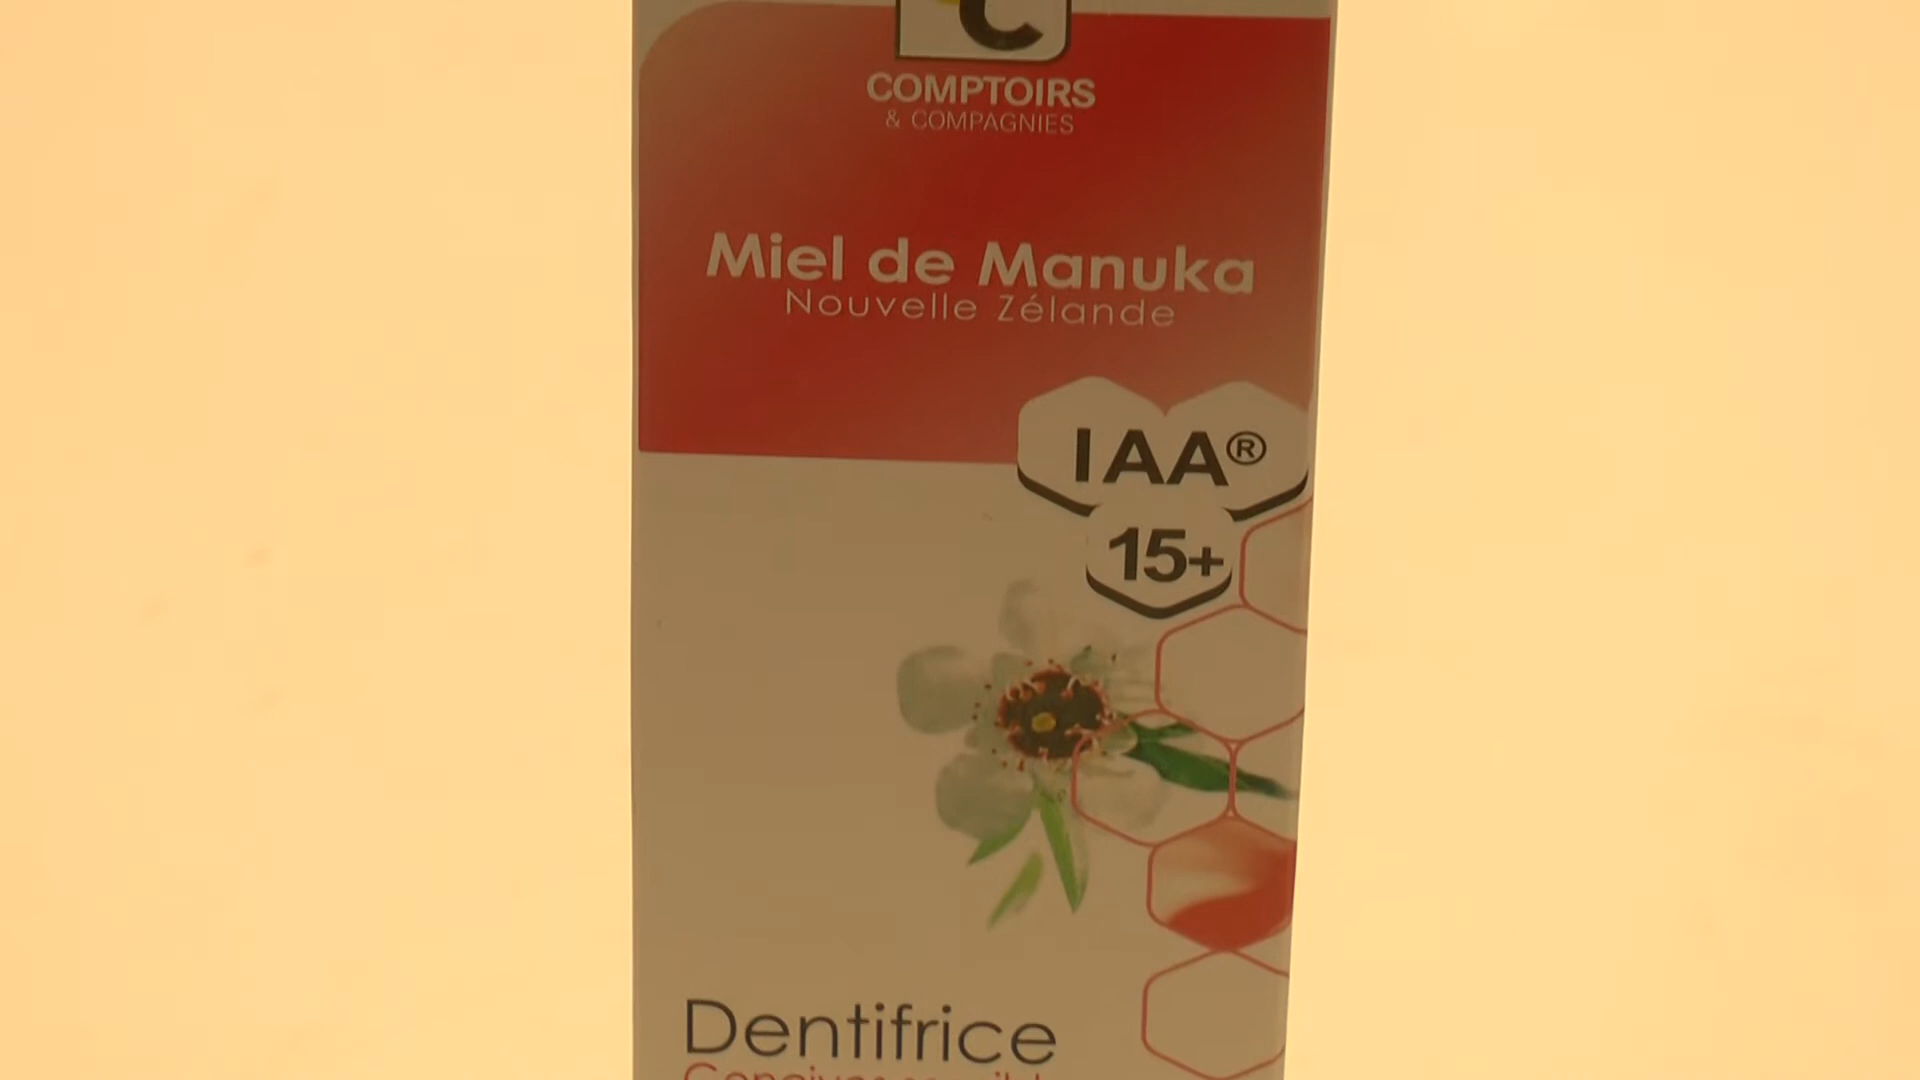 C
COMPTOIRS
& COMPAGNIES
Miel de Manuka
Nouvelle Zélande
IAA®
15+
Dentifrice